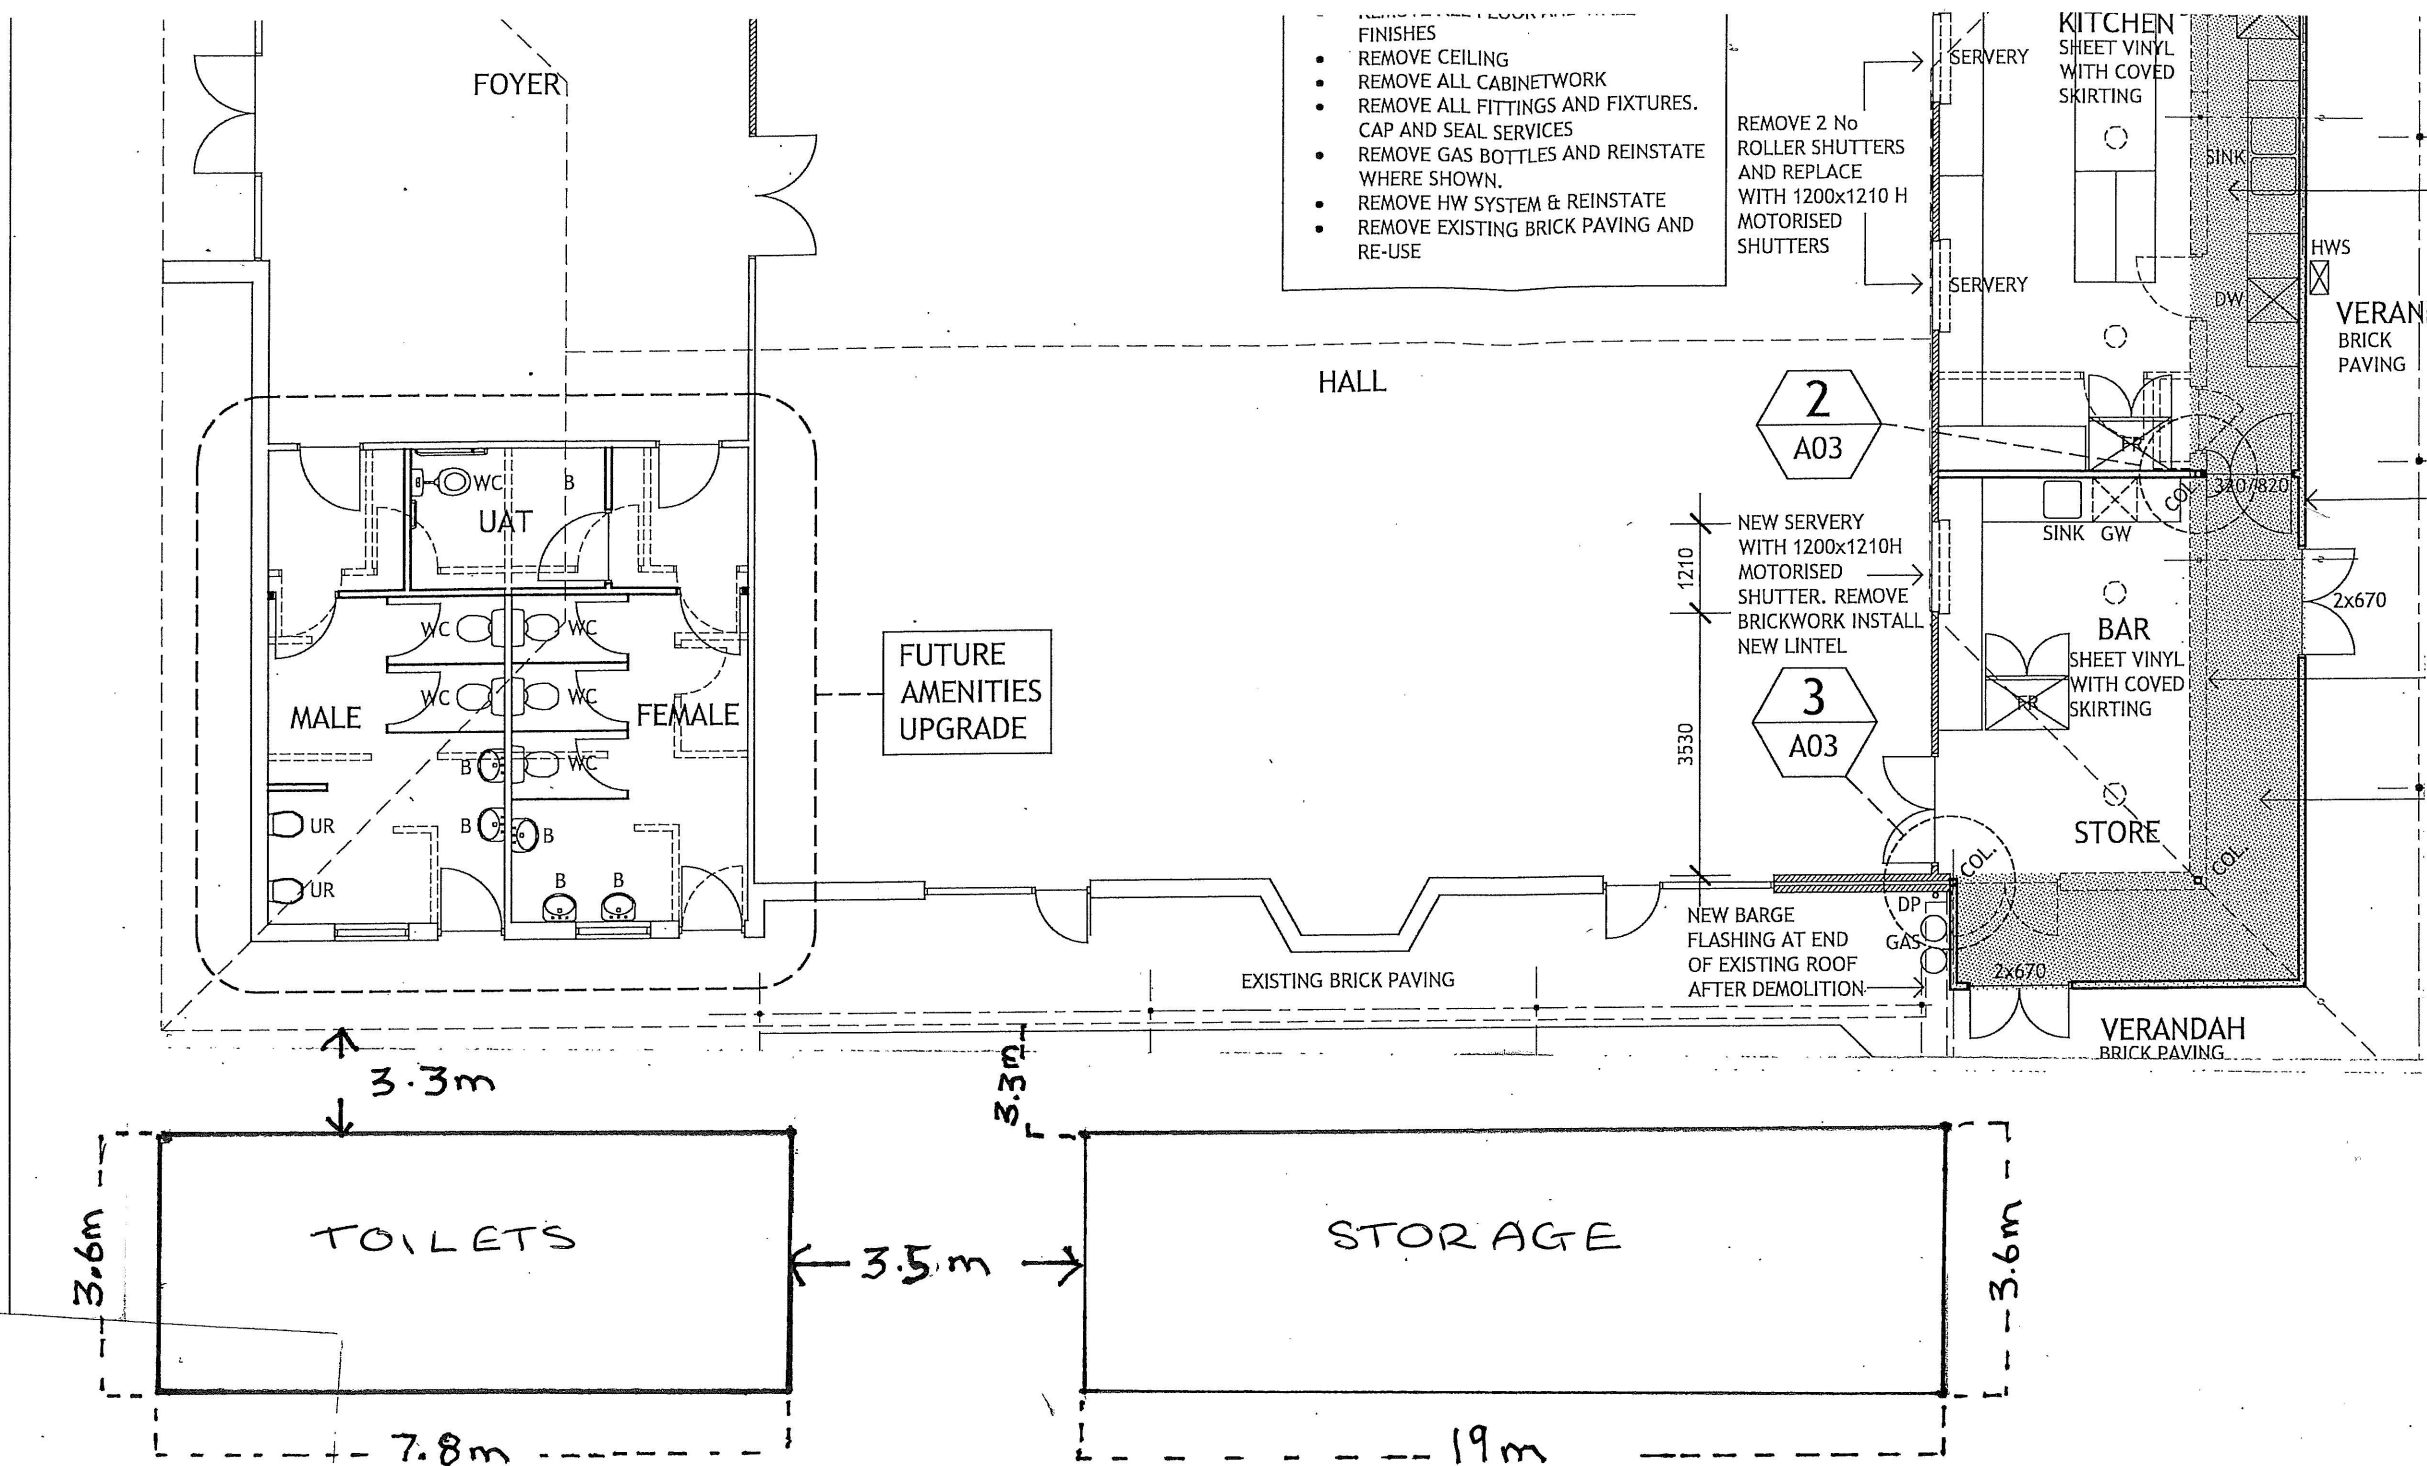 FINISHES
• REMOVE CEILING
• REMOVE ALL CABINETWORK
• REMOVE ALL FITTINGS AND FIXTURES.
CAP AND SEAL SERVICES
• REMOVE GAS BOTTLES AND REINSTATE
WHERE SHOWN.
• REMOVE HW SYSTEM & REINSTATE
• REMOVE EXISTING BRICK PAVING AND
RE-USE
FOYER
REMOVE 2 No
ROLLER SHUTTERS
AND REPLACE
WITH 1200x1210 H
MOTORISED
SHUTTERS
SERVERY
SERVERY
KITCHEN
SHEET VINYL
WITH COVED
SKIRTING
SINK
DW
HWS
BRICK
PAVING
HALL
2
A03
FR
COL.
320/820
SINK
GW
WC
B
UAT
NEW SERVERY
WITH 1200x1210H
MOTORISED
SHUTTER. REMOVE
BRICKWORK INSTALL
NEW LINTEL
1210
3530
2x670
BAR
SHEET VINYL
WITH COVED
SKIRTING
FR
WC
WC
WC
WC
MALE
FEMALE
FUTURE
AMENITIES
UPGRADE
3
A03
B
WC
UR
B
B
UR
B
B
STORE
COL.
COL.
DP
GAS
NEW BARGE
FLASHING AT END
OF EXISTING ROOF
AFTER DEMOLITION
EXISTING BRICK PAVING
2x670
VERANDAH
BRICK PAVING
3.3m
3.3m
TOILETS
STORAGE
3.6m
3.5m
3.6m
7.8m
19m